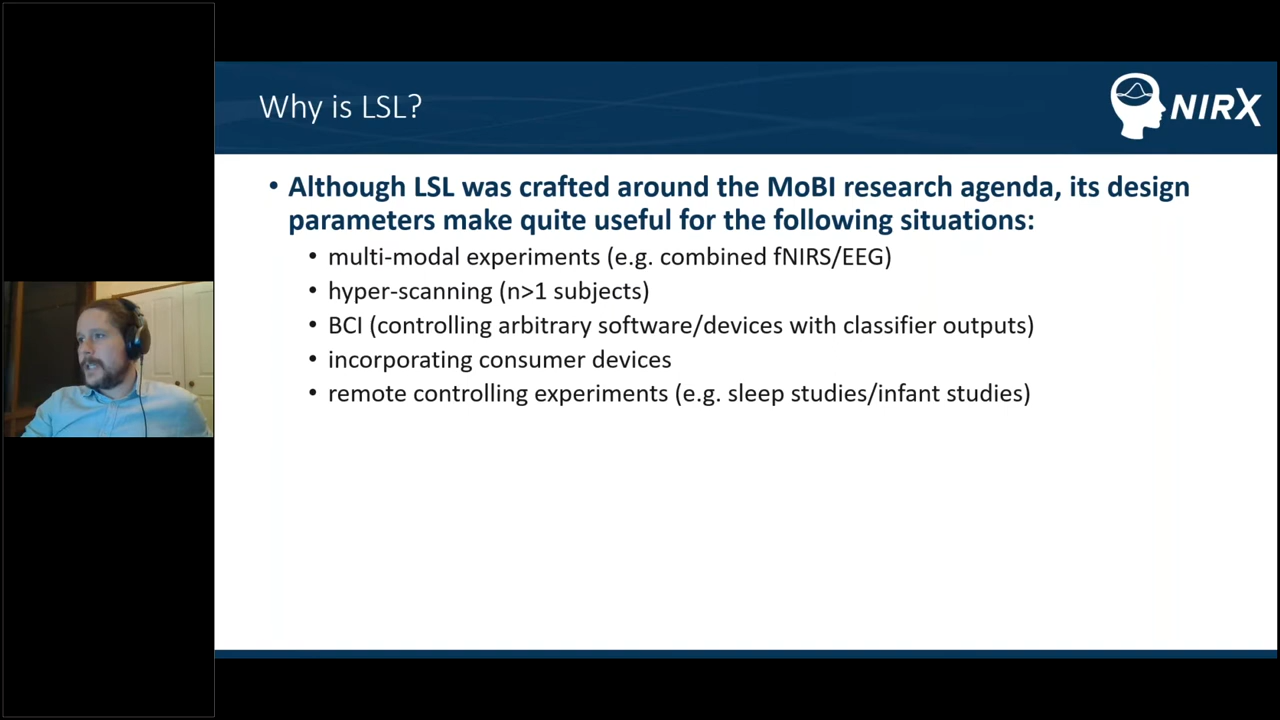 Why is LSL?
NIRX
• Although LSL was crafted around the MoBI research agenda, its design
parameters make quite useful for the following situations:
• multi-modal experiments (e.g. combined fNIRS/EEG)
• hyper-scanning (n>1 subjects)
• BCI (controlling arbitrary software/devices with classifier outputs)
• incorporating consumer devices
• remote controlling experiments (e.g. sleep studies/infant studies)